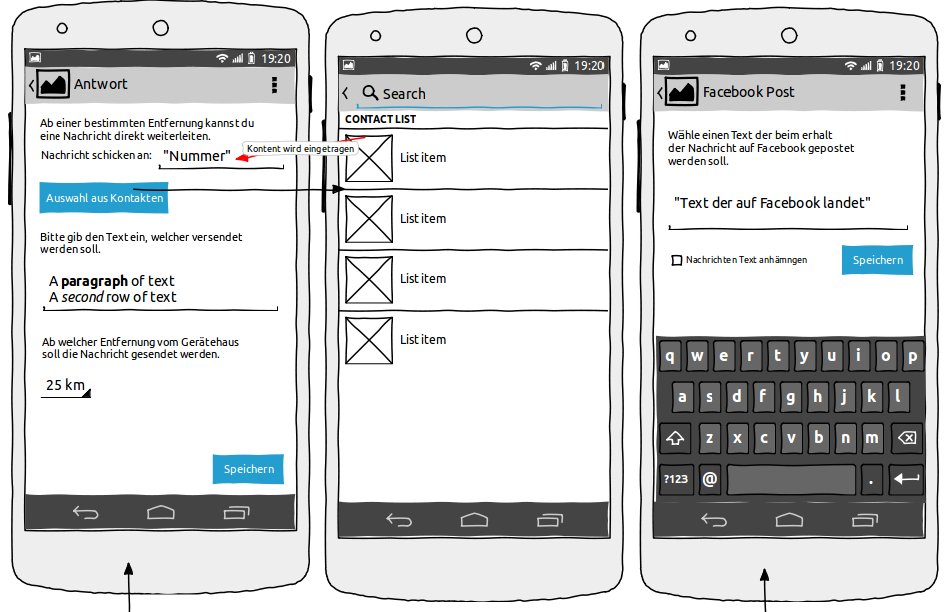 19:20
Antwort
Ab einer bestimmten Entfernung kannst du
eine Nachricht direkt weiterleiten.
Nachricht schicken an: "Nummer"
Kontent wird eingetragen
Auswahl aus Kontakten
Bitte gib den Text ein, welcher versendet
werden soll.
A paragraph of text
A second row of text
Ab welcher Entfernung vom Gerätehaus
soll die Nachricht gesendet werden.
25 km
Speichern
19:20
Search
CONTACT LIST
List item
List item
List item
List item
19:20
Facebook Post
Wähle einen Text der beim erhalt
der Nachricht auf Facebook gepostet
werden soll.
"Text der auf Facebook landet"
Nachrichten Text anhämngen
Speichern
q w e r t y u i o p
a s d f g h j k l
z x c v b n m
?123 @ .